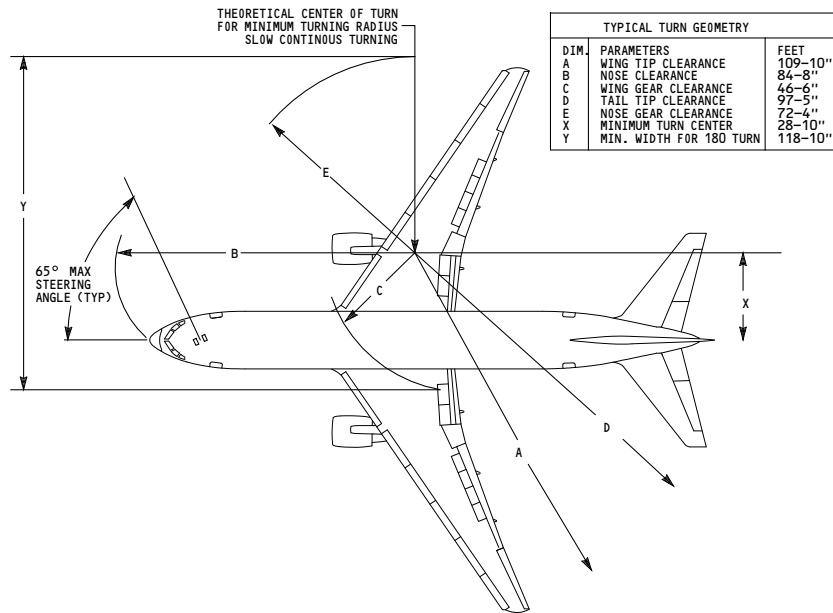 THEORETICAL CENTER OF TURN
FOR MINIMUM TURNING RADIUS
SLOW CONTINOUS TURNING
TYPICAL TURN GEOMETRY
DIM. PARAMETERS FEET
A WING TIP CLEARANCE 109-10"
B NOSE CLEARANCE 84-8"
C WING GEAR CLEARANCE 46-6"
D TAIL TIP CLEARANCE 97-5"
E NOSE GEAR CLEARANCE 72-4"
X MINIMUM TURN CENTER 28-10"
Y MIN. WIDTH FOR 180 TURN 118-10"
E
Y
B
65° MAX
STEERING
ANGLE (TYP)
C
X
D
A